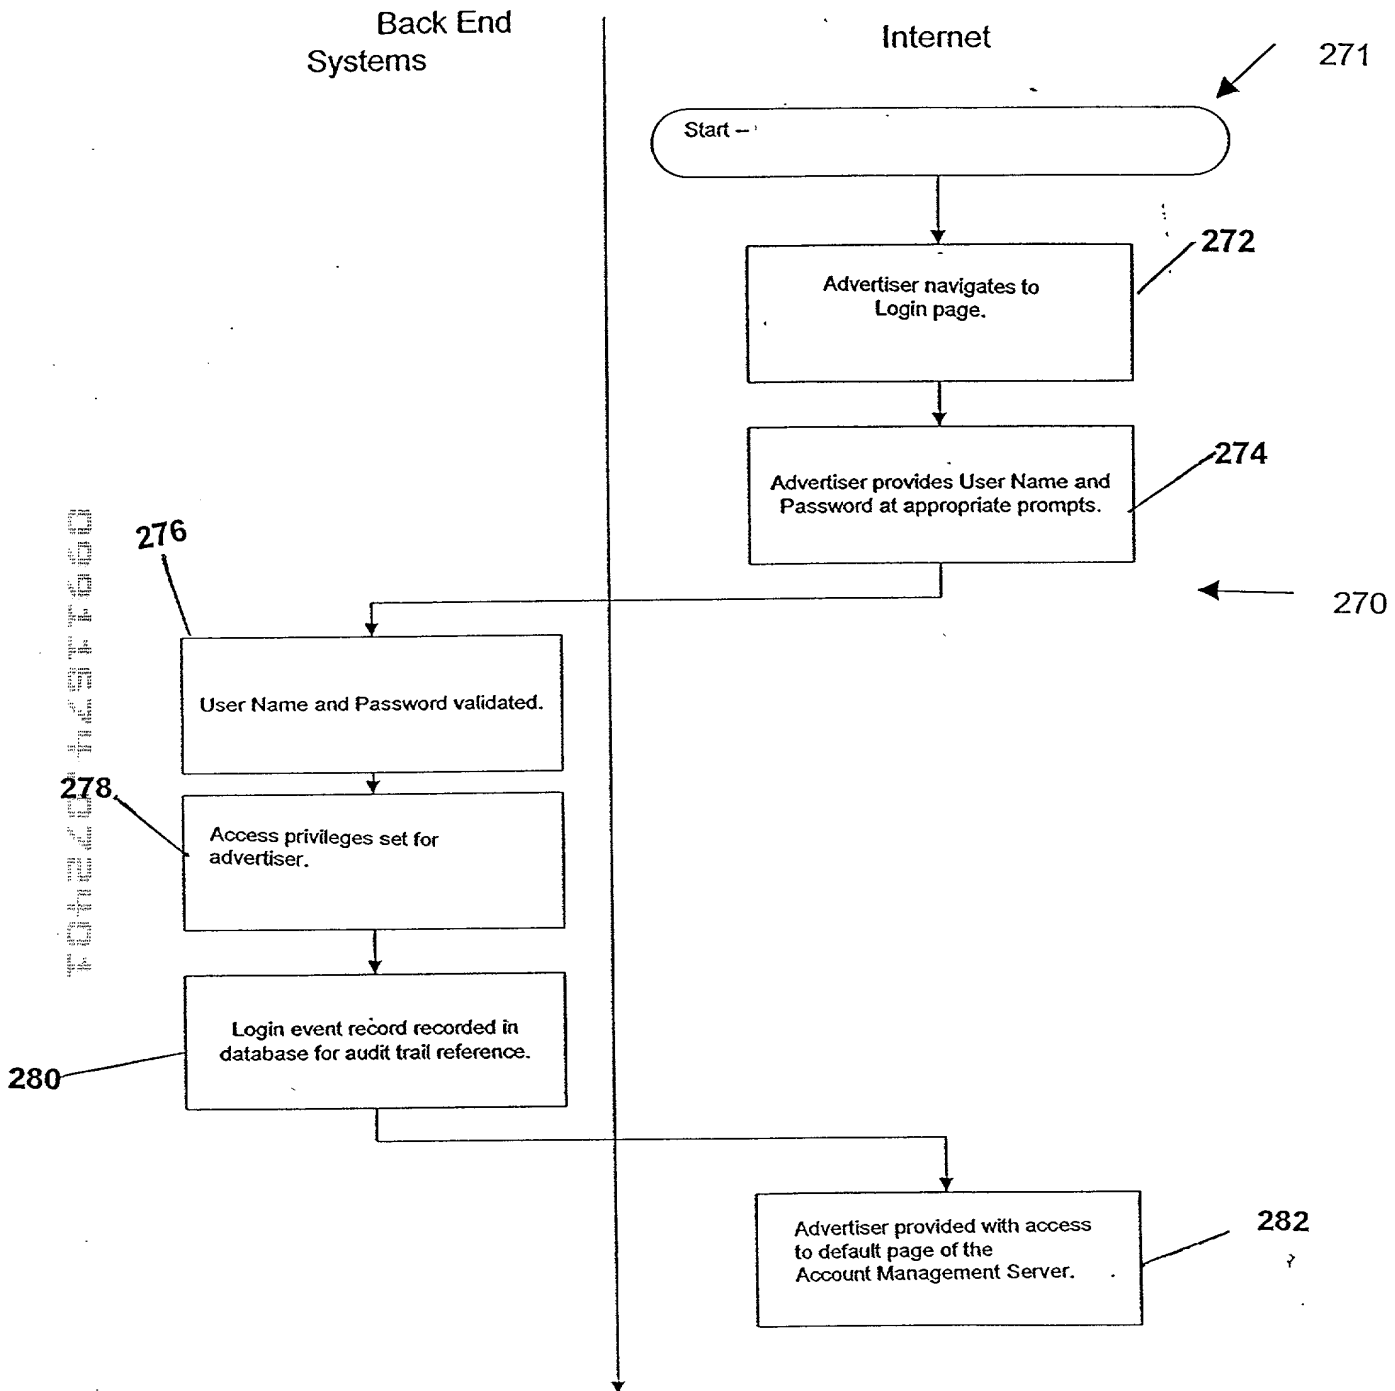 Back End
Systems
Internet
271
Start –
272
Advertiser navigates to
Login page.
274
Advertiser provides User Name and
Password at appropriate prompts.
270
276
User Name and Password validated.
278
Access privileges set for
advertiser.
280
Login event record recorded in
database for audit trail reference.
282
Advertiser provided with access
to default page of the
Account Management Server.